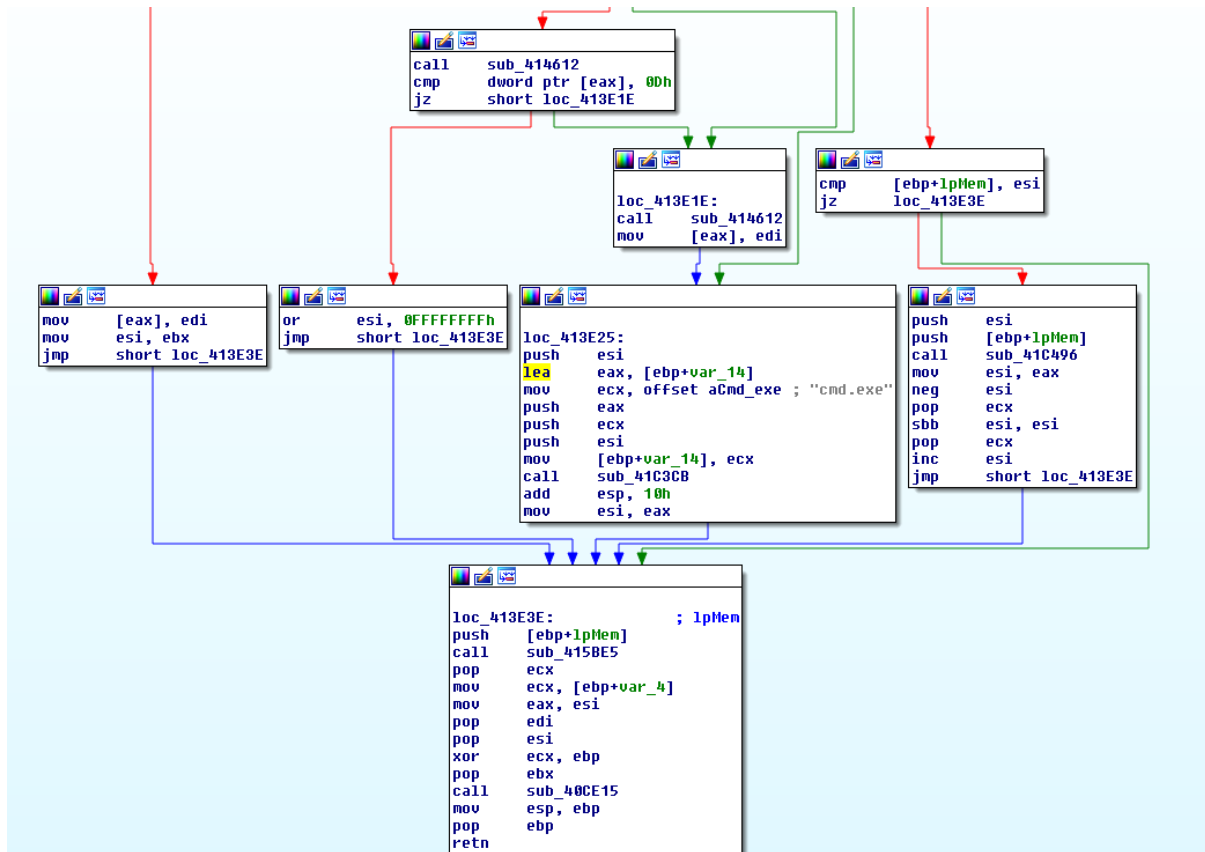 call sub_414612
cmp dword ptr [eax], 0Dh
jz short loc_413E1E
loc_413E1E:
call sub_414612
mov [eax], edi
cmp [ebp+lpMem], esi
jz loc_413E3E
mov [eax], edi
mov esi, ebx
jmp short loc_413E3E
or esi, 0FFFFFFFFh
jmp short loc_413E3E
loc_413E25:
push esi
lea eax, [ebp+var_14]
mov ecx, offset aCmd_exe ; "cmd.exe"
push eax
push ecx
push esi
mov [ebp+var_14], ecx
call sub_41C3CB
add esp, 10h
mov esi, eax
push esi
push [ebp+lpMem]
call sub_41C496
mov esi, eax
neg esi
pop ecx
sbb esi, esi
pop ecx
inc esi
jmp short loc_413E3E
loc_413E3E: ; lpMem
push [ebp+lpMem]
call sub_415BE5
pop ecx
mov ecx, [ebp+var_4]
mov eax, esi
pop edi
pop esi
xor ecx, ebp
pop ebx
call sub_40CE15
mov esp, ebp
pop ebp
retn